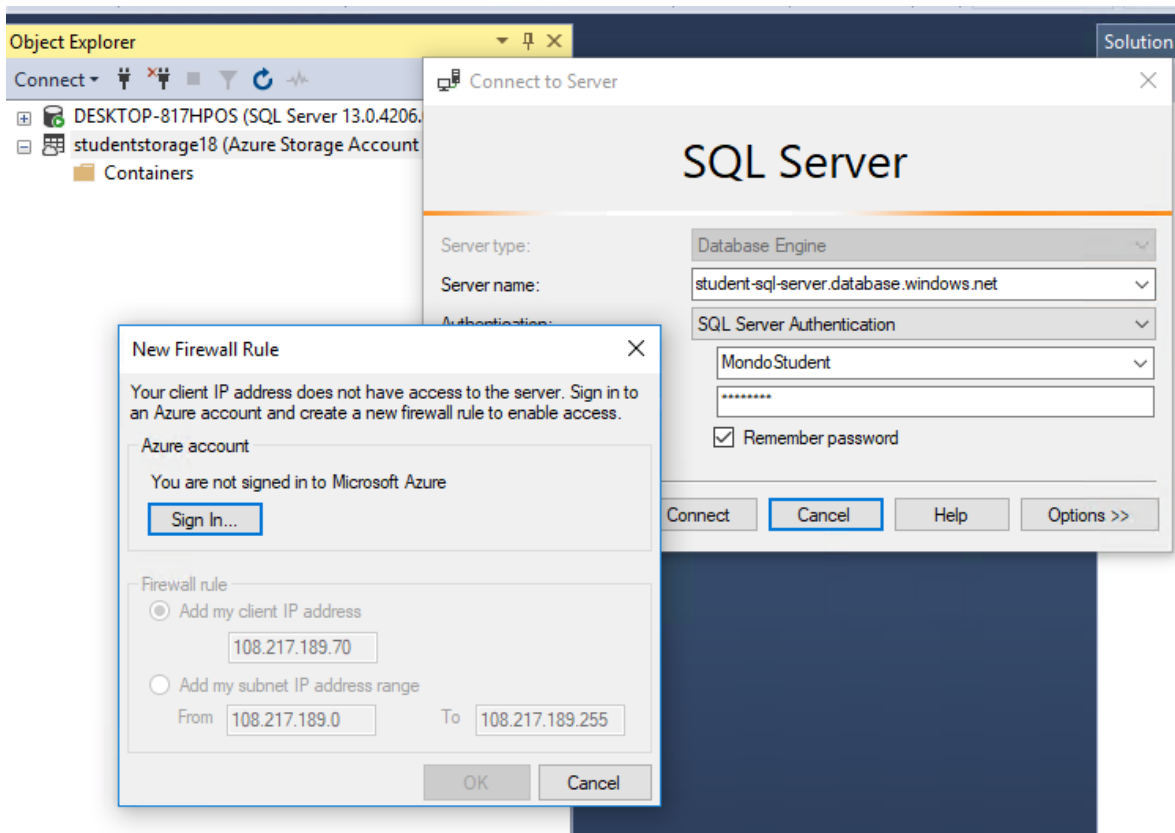 Object Explorer
Solution
Connect
DESKTOP-817HPOS (SQL Server 13.0.4206.
studentstorage18 (Azure Storage Account
Containers
Connect to Server
SQL Server
Server type:
Database Engine
Server name:
student-sql-server.database.windows.net
Authentication:
SQL Server Authentication
MondoStudent
********
Remember password
Connect
Cancel
Help
Options >>
New Firewall Rule
Your client IP address does not have access to the server. Sign in to
an Azure account and create a new firewall rule to enable access.
Azure account
You are not signed in to Microsoft Azure
Sign In...
Firewall rule
Add my client IP address
108.217.189.70
Add my subnet IP address range
From 108.217.189.0 To 108.217.189.255
OK
Cancel